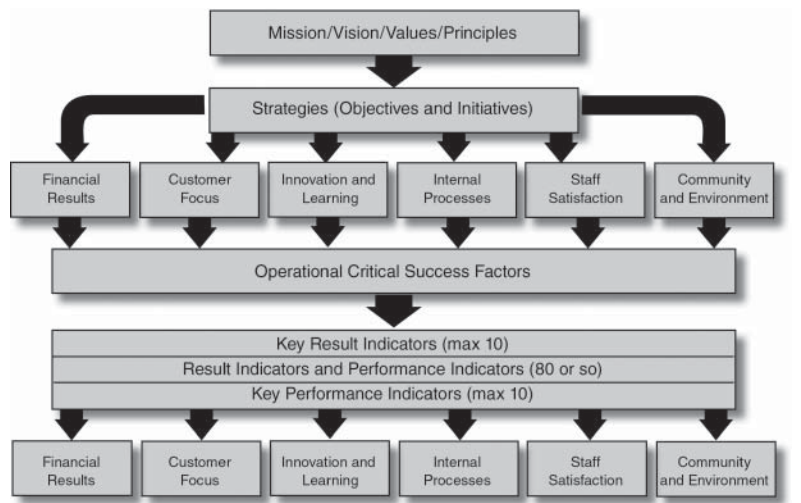 Mission/Vision/Values/Principles
Strategies (Objectives and Initiatives)
Financial
Results
Customer
Focus
Innovation and
Learning
Internal
Processes
Staff
Satisfaction
Community
and Environment
Operational Critical Success Factors
Key Result Indicators (max 10)
Result Indicators and Performance Indicators (80 or so)
Key Performance Indicators (max 10)
Financial
Results
Customer
Focus
Innovation and
Learning
Internal
Processes
Staff
Satisfaction
Community
and Environment